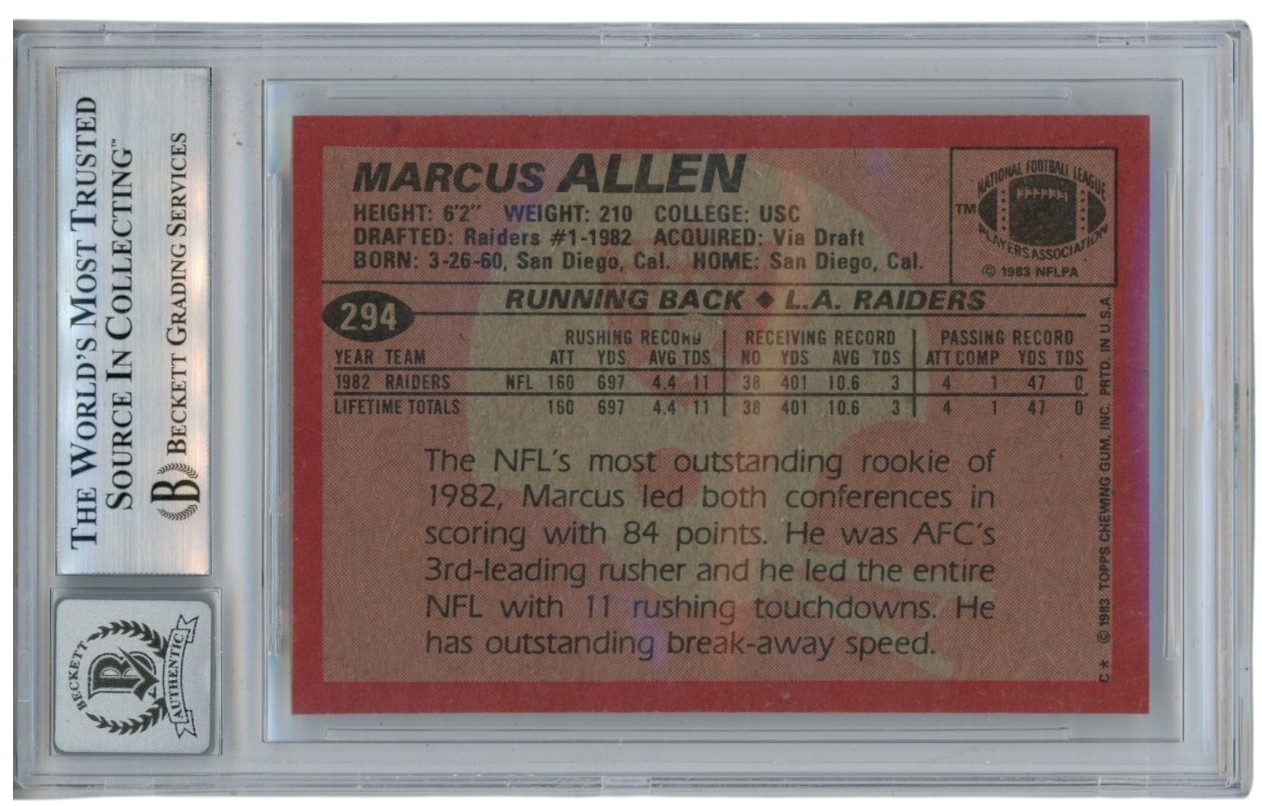 THE WORLD'S MOST TRUSTED
SOURCE IN COLLECTING™
BECKETT GRADING SERVICES
B
BECKETT
B
AUTHENTIC
MARCUS ALLEN
HEIGHT: 6'2" WEIGHT: 210 COLLEGE: USC
DRAFTED: Raiders #1-1982 ACQUIRED: Via Draft
BORN: 3-26-60, San Diego, Cal. HOME: San Diego, Cal.
NATIONAL FOOTBALL LEAGUE
TM
PLAYERS ASSOCIATION
© 1983 NFLPA
294
RUNNING BACK ♦ L.A. RAIDERS
RUSHING RECORD RECEIVING RECORD PASSING RECORD
YEAR TEAM ATT YDS AVG TDS NO YDS AVG TDS ATT COMP YDS TDS
1982 RAIDERS NFL 160 697 4.4 11 38 401 10.6 3 4 1 47 0
LIFETIME TOTALS 160 697 4.4 11 38 401 10.6 3 4 1 47 0
The NFL's most outstanding rookie of
1982, Marcus led both conferences in
scoring with 84 points. He was AFC's
3rd-leading rusher and he led the entire
NFL with 11 rushing touchdowns. He
has outstanding break-away speed.
C* © 1983 TOPPS CHEWING GUM, INC. PRTD. IN U.S.A.